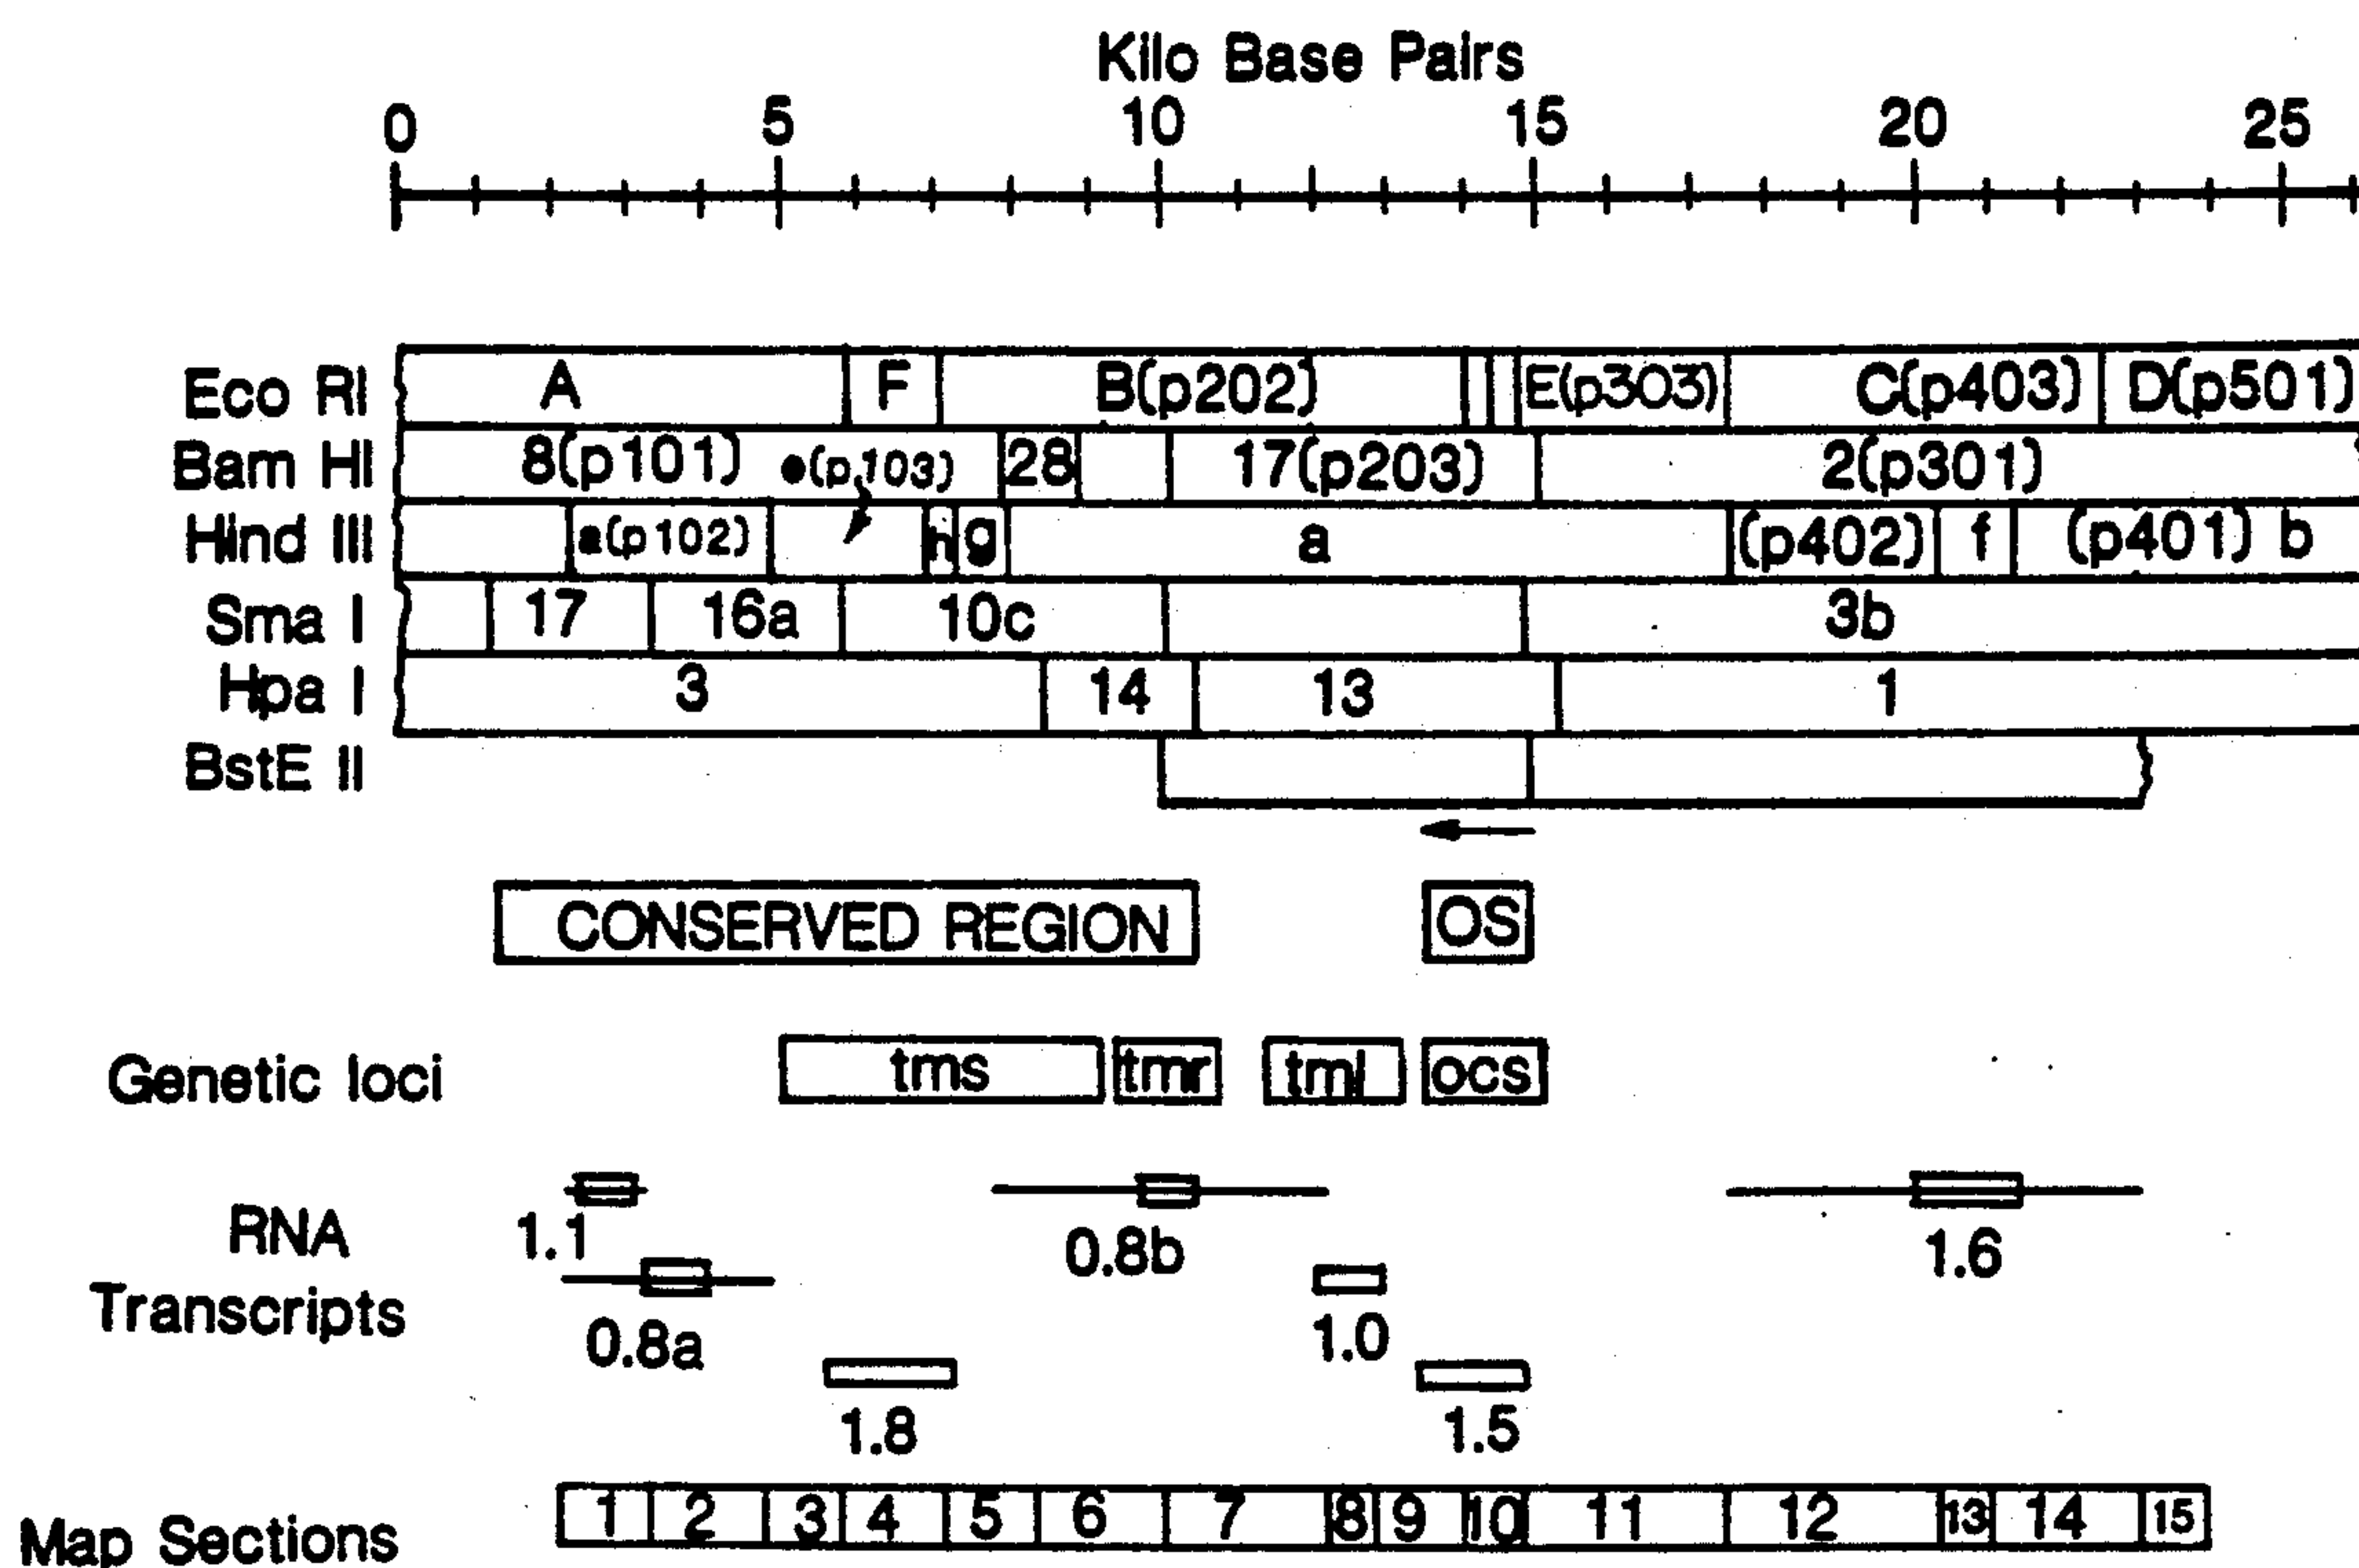 Kilo Base Pairs
0 5 10 15 20 25
Eco RI A F B(p202) E(p303) C(p403) D(p501)
Bam HI 8(p101) e(p103) 28 17(p203) 2(p301)
Hind III a(p102) h g a (p402) f (p401) b
Sma I 17 16a 10c 3b
Hpa I 3 14 13 1
BstE II
CONSERVED REGION OS
Genetic loci tms tmr tml ocs
RNA
Transcripts
1.1 0.8b 1.6
0.8a 1.0
1.8 1.5
Map Sections 1 2 3 4 5 6 7 8 9 10 11 12 13 14 15